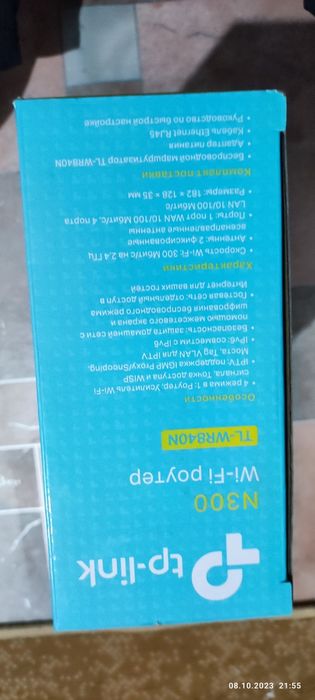 tp-link
N300
Wi-Fi роутер
TL-WR840N
Особенности
• 4 режима в 1: Роутер, Усилитель Wi-Fi
сигнала, Точка доступа и WISP
• IPTV: поддержка IGMP Proxy/Snooping,
Моста, Tag VLAN для IPTV
• IPv6: совместим с IPv6
• Безопасность: защита домашней сети с
помощью межсетевого экрана и
шифрования беспроводного режима
• Гостевая сеть: отдельный доступ в
Интернет для ваших гостей
Характеристики
• Скорость Wi-Fi: 300 Мбит/с на 2,4 ГГц
• Антенны: 2 фиксированные
всенаправленные антенны
• Порты: 1 порт WAN 10/100 Мбит/с, 4 порта
LAN 10/100 Мбит/с
• Размеры: 182 × 128 × 35 мм
Комплект поставки
• Беспроводной маршрутизатор TL-WR840N
• Адаптер питания
• Кабель Ethernet RJ45
• Руководство по быстрой настройке
08.10.2023 21:55